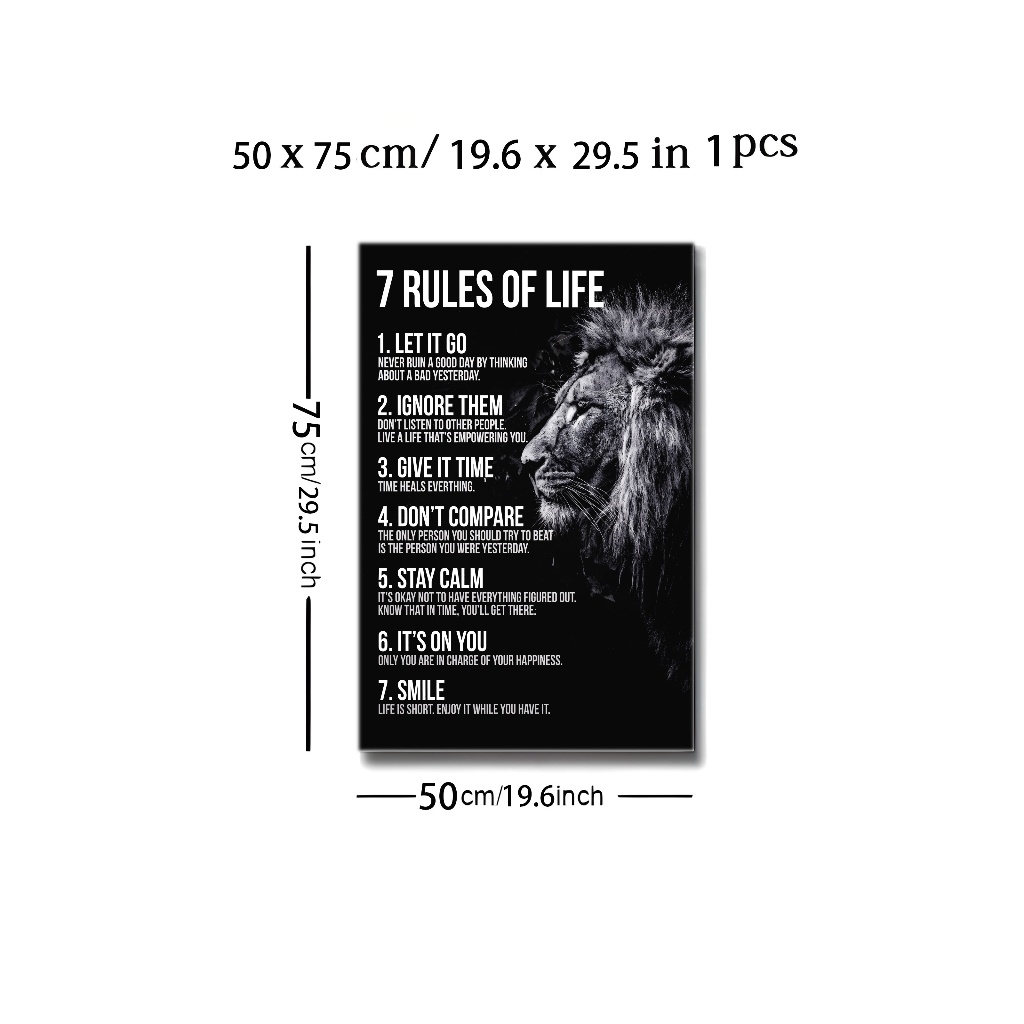 50 x 75 cm/ 19.6 x 29.5 in 1 pcs
7 RULES OF LIFE
1. LET IT GO
NEVER RUIN A GOOD DAY BY THINKING
ABOUT A BAD YESTERDAY.
2. IGNORE THEM
DON'T LISTEN TO OTHER PEOPLE.
LIVE A LIFE THAT'S EMPOWERING YOU.
3. GIVE IT TIME
TIME HEALS EVERTHING.
4. DON'T COMPARE
THE ONLY PERSON YOU SHOULD TRY TO BEAT
IS THE PERSON YOU WERE YESTERDAY.
5. STAY CALM
IT'S OKAY NOT TO HAVE EVERYTHING FIGURED OUT.
KNOW THAT IN TIME, YOU'LL GET THERE.
6. IT'S ON YOU
ONLY YOU ARE IN CHARGE OF YOUR HAPPINESS.
7. SMILE
LIFE IS SHORT. ENJOY IT WHILE YOU HAVE IT.
75cm/29.5inch
50cm/19.6inch